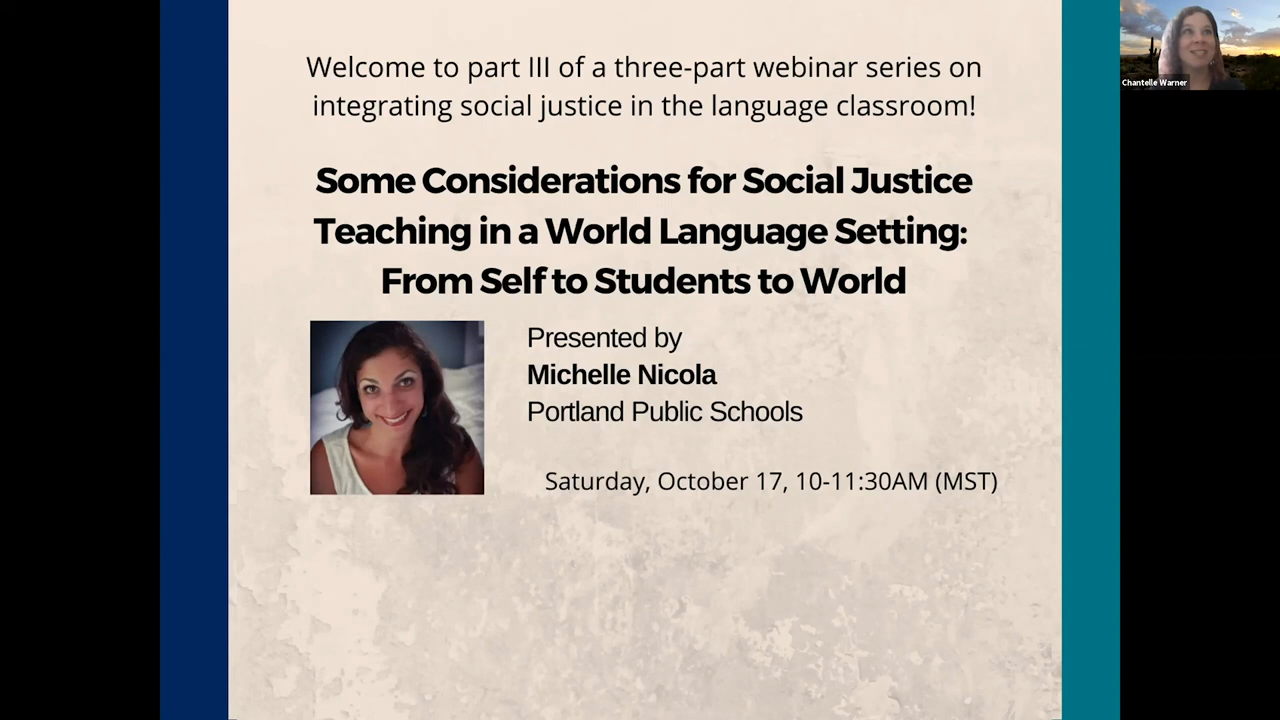 Welcome to part III of a three-part webinar series on
integrating social justice in the language classroom!
Some Considerations for Social Justice
Teaching in a World Language Setting:
From Self to Students to World
Presented by
Michelle Nicola
Portland Public Schools
Saturday, October 17, 10-11:30AM (MST)
Chantelle Warner